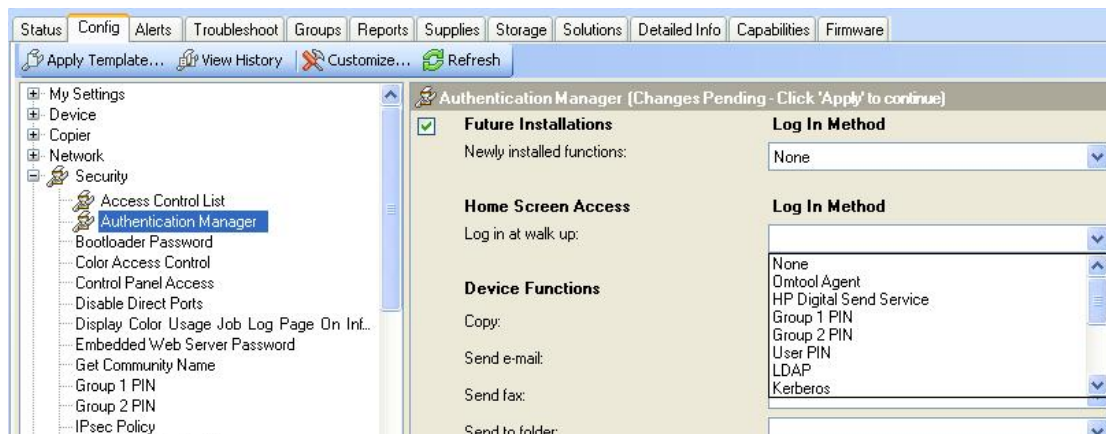 Status Config Alerts Troubleshoot Groups Reports Supplies Storage Solutions Detailed Info Capabilities Firmware
Apply Template... View History Customize... Refresh
My Settings
Device
Copier
Network
Security
Access Control List
Authentication Manager
Bootloader Password
Color Access Control
Control Panel Access
Disable Direct Ports
Display Color Usage Job Log Page On Inf...
Embedded Web Server Password
Get Community Name
Group 1 PIN
Group 2 PIN
IPsec Policy
Authentication Manager (Changes Pending - Click 'Apply' to continue)
Future Installations Log In Method
Newly installed functions: None
Home Screen Access Log In Method
Log in at walk up:
None
Omtool Agent
HP Digital Send Service
Group 1 PIN
Group 2 PIN
User PIN
LDAP
Kerberos
Device Functions
Copy:
Send e-mail:
Send fax:
Send to folder: